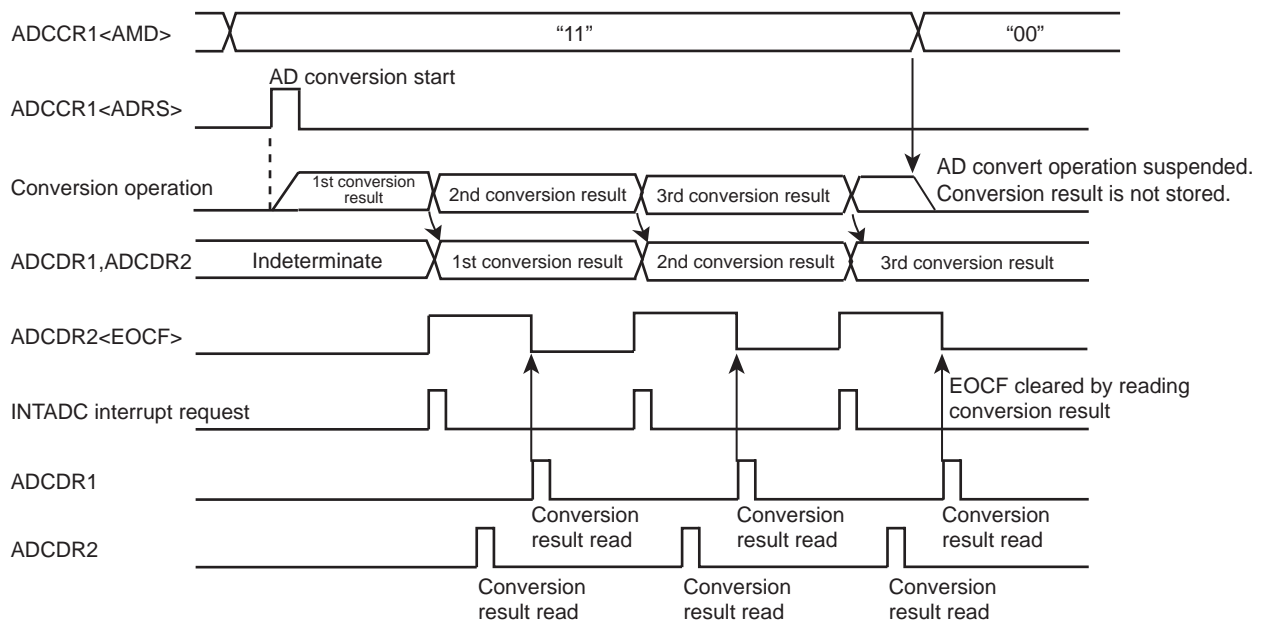 ADCCR1<AMD>
“11”
“00”
AD conversion start
ADCCR1<ADRS>
Conversion operation
1st conversion
result
2nd conversion result
3rd conversion result
AD convert operation suspended.
Conversion result is not stored.
ADCDR1,ADCDR2
Indeterminate
1st conversion result
2nd conversion result
3rd conversion result
ADCDR2<EOCF>
EOCF cleared by reading
conversion result
INTADC interrupt request
ADCDR1
Conversion
result read
Conversion
result read
Conversion
result read
ADCDR2
Conversion
result read
Conversion
result read
Conversion
result read